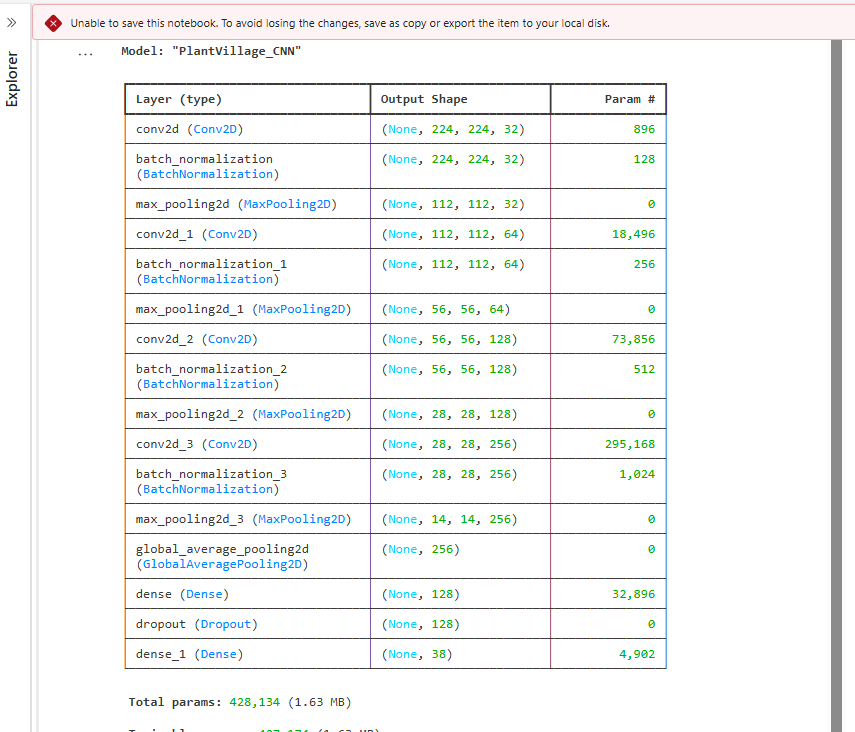 Unable to save this notebook. To avoid losing the changes, save as copy or export the item to your local disk.
Explorer
... Model: "PlantVillage_CNN"
Layer (type) Output Shape Param #
conv2d (Conv2D) (None, 224, 224, 32) 896
batch_normalization (None, 224, 224, 32) 128
(BatchNormalization)
max_pooling2d (MaxPooling2D) (None, 112, 112, 32) 0
conv2d_1 (Conv2D) (None, 112, 112, 64) 18,496
batch_normalization_1 (None, 112, 112, 64) 256
(BatchNormalization)
max_pooling2d_1 (MaxPooling2D) (None, 56, 56, 64) 0
conv2d_2 (Conv2D) (None, 56, 56, 128) 73,856
batch_normalization_2 (None, 56, 56, 128) 512
(BatchNormalization)
max_pooling2d_2 (MaxPooling2D) (None, 28, 28, 128) 0
conv2d_3 (Conv2D) (None, 28, 28, 256) 295,168
batch_normalization_3 (None, 28, 28, 256) 1,024
(BatchNormalization)
max_pooling2d_3 (MaxPooling2D) (None, 14, 14, 256) 0
global_average_pooling2d (None, 256) 0
(GlobalAveragePooling2D)
dense (Dense) (None, 128) 32,896
dropout (Dropout) (None, 128) 0
dense_1 (Dense) (None, 38) 4,902
Total params: 428,134 (1.63 MB)